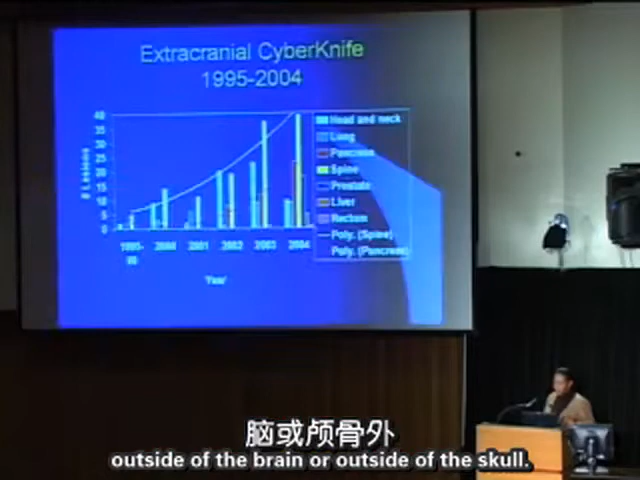 Extracranial CyberKnife
1995-2004
# Lesions
40
35
30
25
20
15
10
5
0
1995-
2000 2001 2002 2003 2004
Year
Head and neck
Lung
Pancreas
Spine
Prostate
Liver
Rectum
Poly. (Spine)
Poly. (Pancreas)
脑或颅骨外
outside of the brain or outside of the skull.